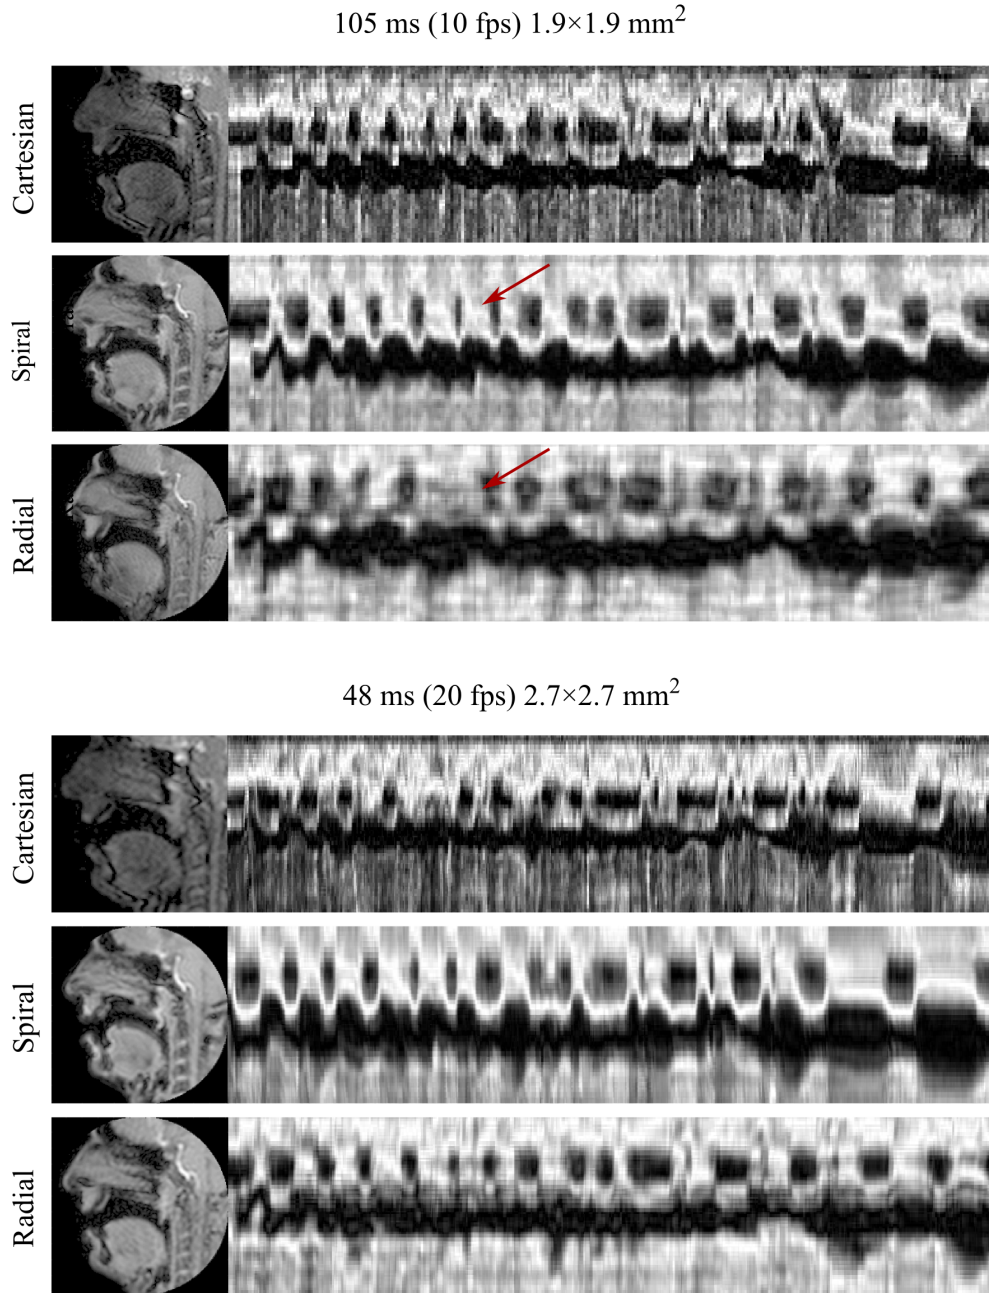 105 ms (10 fps) 1.9×1.9 mm²
Cartesian
Spiral
Radial
48 ms (20 fps) 2.7×2.7 mm²
Cartesian
Spiral
Radial